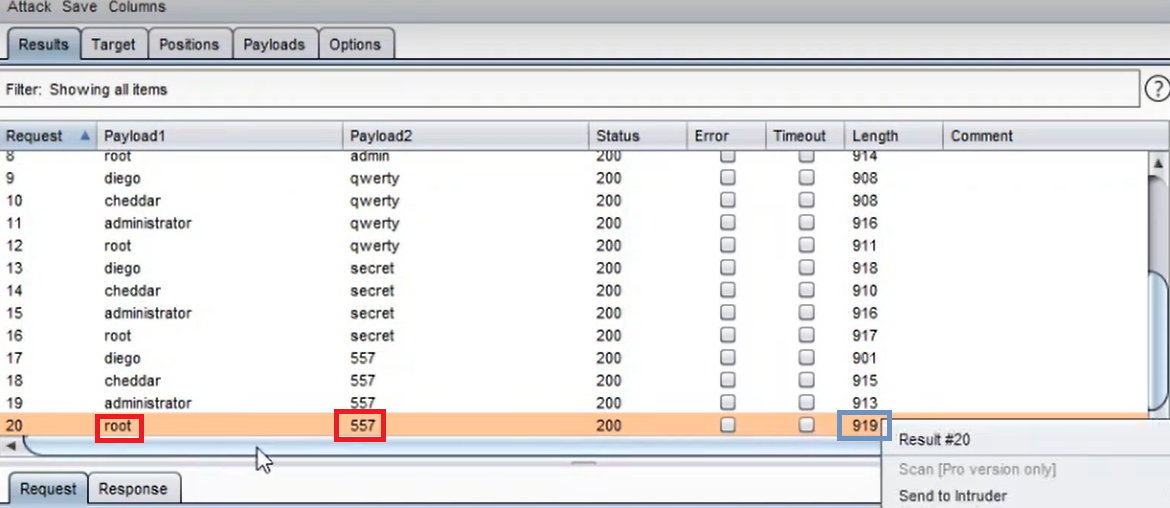 Attack Save Columns
Results Target Positions Payloads Options
Filter: Showing all items ?
Request Payload1 Payload2 Status Error Timeout Length Comment
8 root admin 200 914
9 diego qwerty 200 908
10 cheddar qwerty 200 908
11 administrator qwerty 200 916
12 root qwerty 200 911
13 diego secret 200 918
14 cheddar secret 200 910
15 administrator secret 200 916
16 root secret 200 917
17 diego 557 200 901
18 cheddar 557 200 915
19 administrator 557 200 913
20 root 557 200 919
Result #20
Scan [Pro version only]
Request Response
Send to Intruder